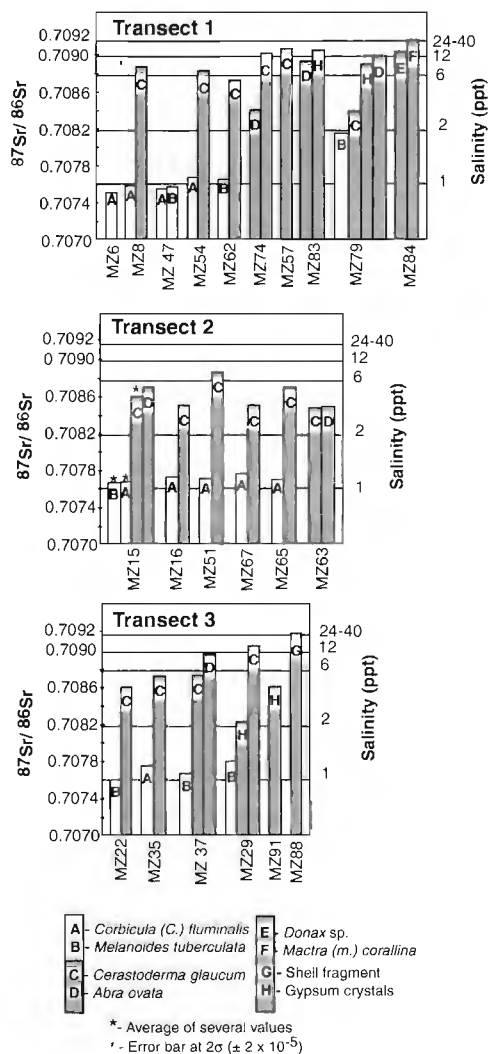 Transect 1
⁸⁷Sr/ ⁸⁶Sr
Salinity (ppt)
0.7092
0.7090
0.7086
0.7082
0.7078
0.7074
0.7070
24-40
12
6
2
1
A
A
C
A
B
A
C
B
C
D
C
C
D
H
B
C
H
D
E
F
MZ6
MZ8
MZ 47
MZ54
MZ62
MZ74
MZ57
MZ83
MZ79
MZ84
Transect 2
⁸⁷Sr/ ⁸⁶Sr
Salinity (ppt)
0.7092
0.7090
0.7086
0.7082
0.7078
0.7074
0.7070
24-40
12
6
2
1
* * *
B
A
C
D
A
C
A
C
A
C
A
C
C
D
MZ15
MZ16
MZ51
MZ67
MZ65
MZ63
Transect 3
⁸⁷Sr/ ⁸⁶Sr
Salinity (ppt)
0.7092
0.7090
0.7086
0.7082
0.7078
0.7074
0.7070
24-40
12
6
2
1
B
C
A
C
B
C
D
B
H
C
H
G
MZ22
MZ35
MZ 37
MZ29
MZ91
MZ88
A - Corbicula (C.) fluminalis
B - Melanoides tuberculata
C - Cerastoderma glaucum
D - Abra ovata
E - Donax sp.
F - Mactra (m.) corallina
G - Shell fragment
H - Gypsum crystals
*- Average of several values
' - Error bar at 2σ (± 2 x 10⁻⁵)